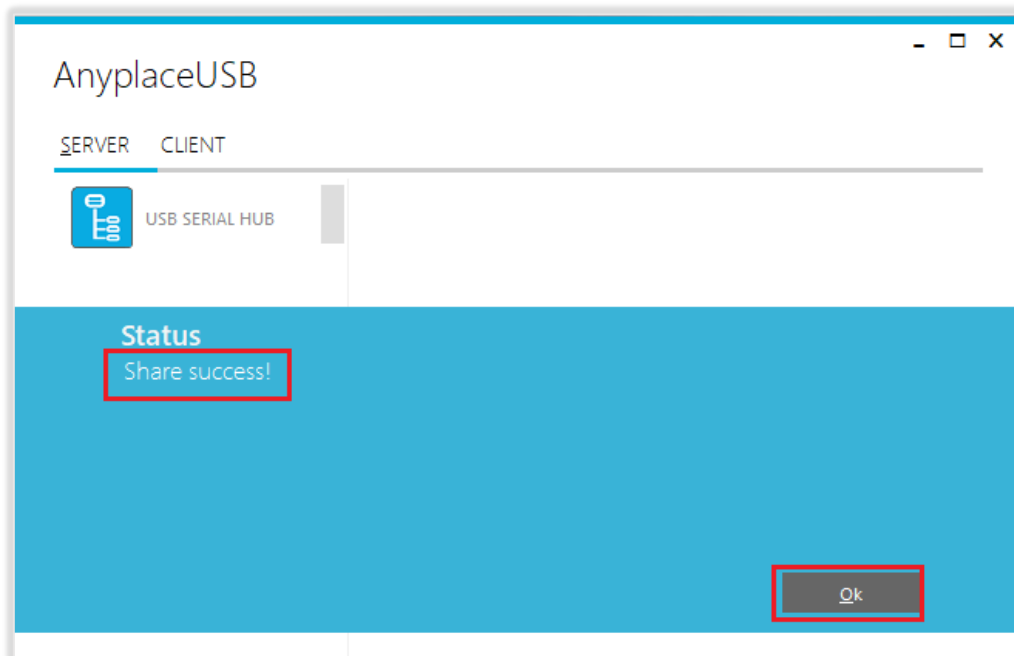 AnyplaceUSB
SERVER CLIENT
USB SERIAL HUB
Status
Share success!
Ok